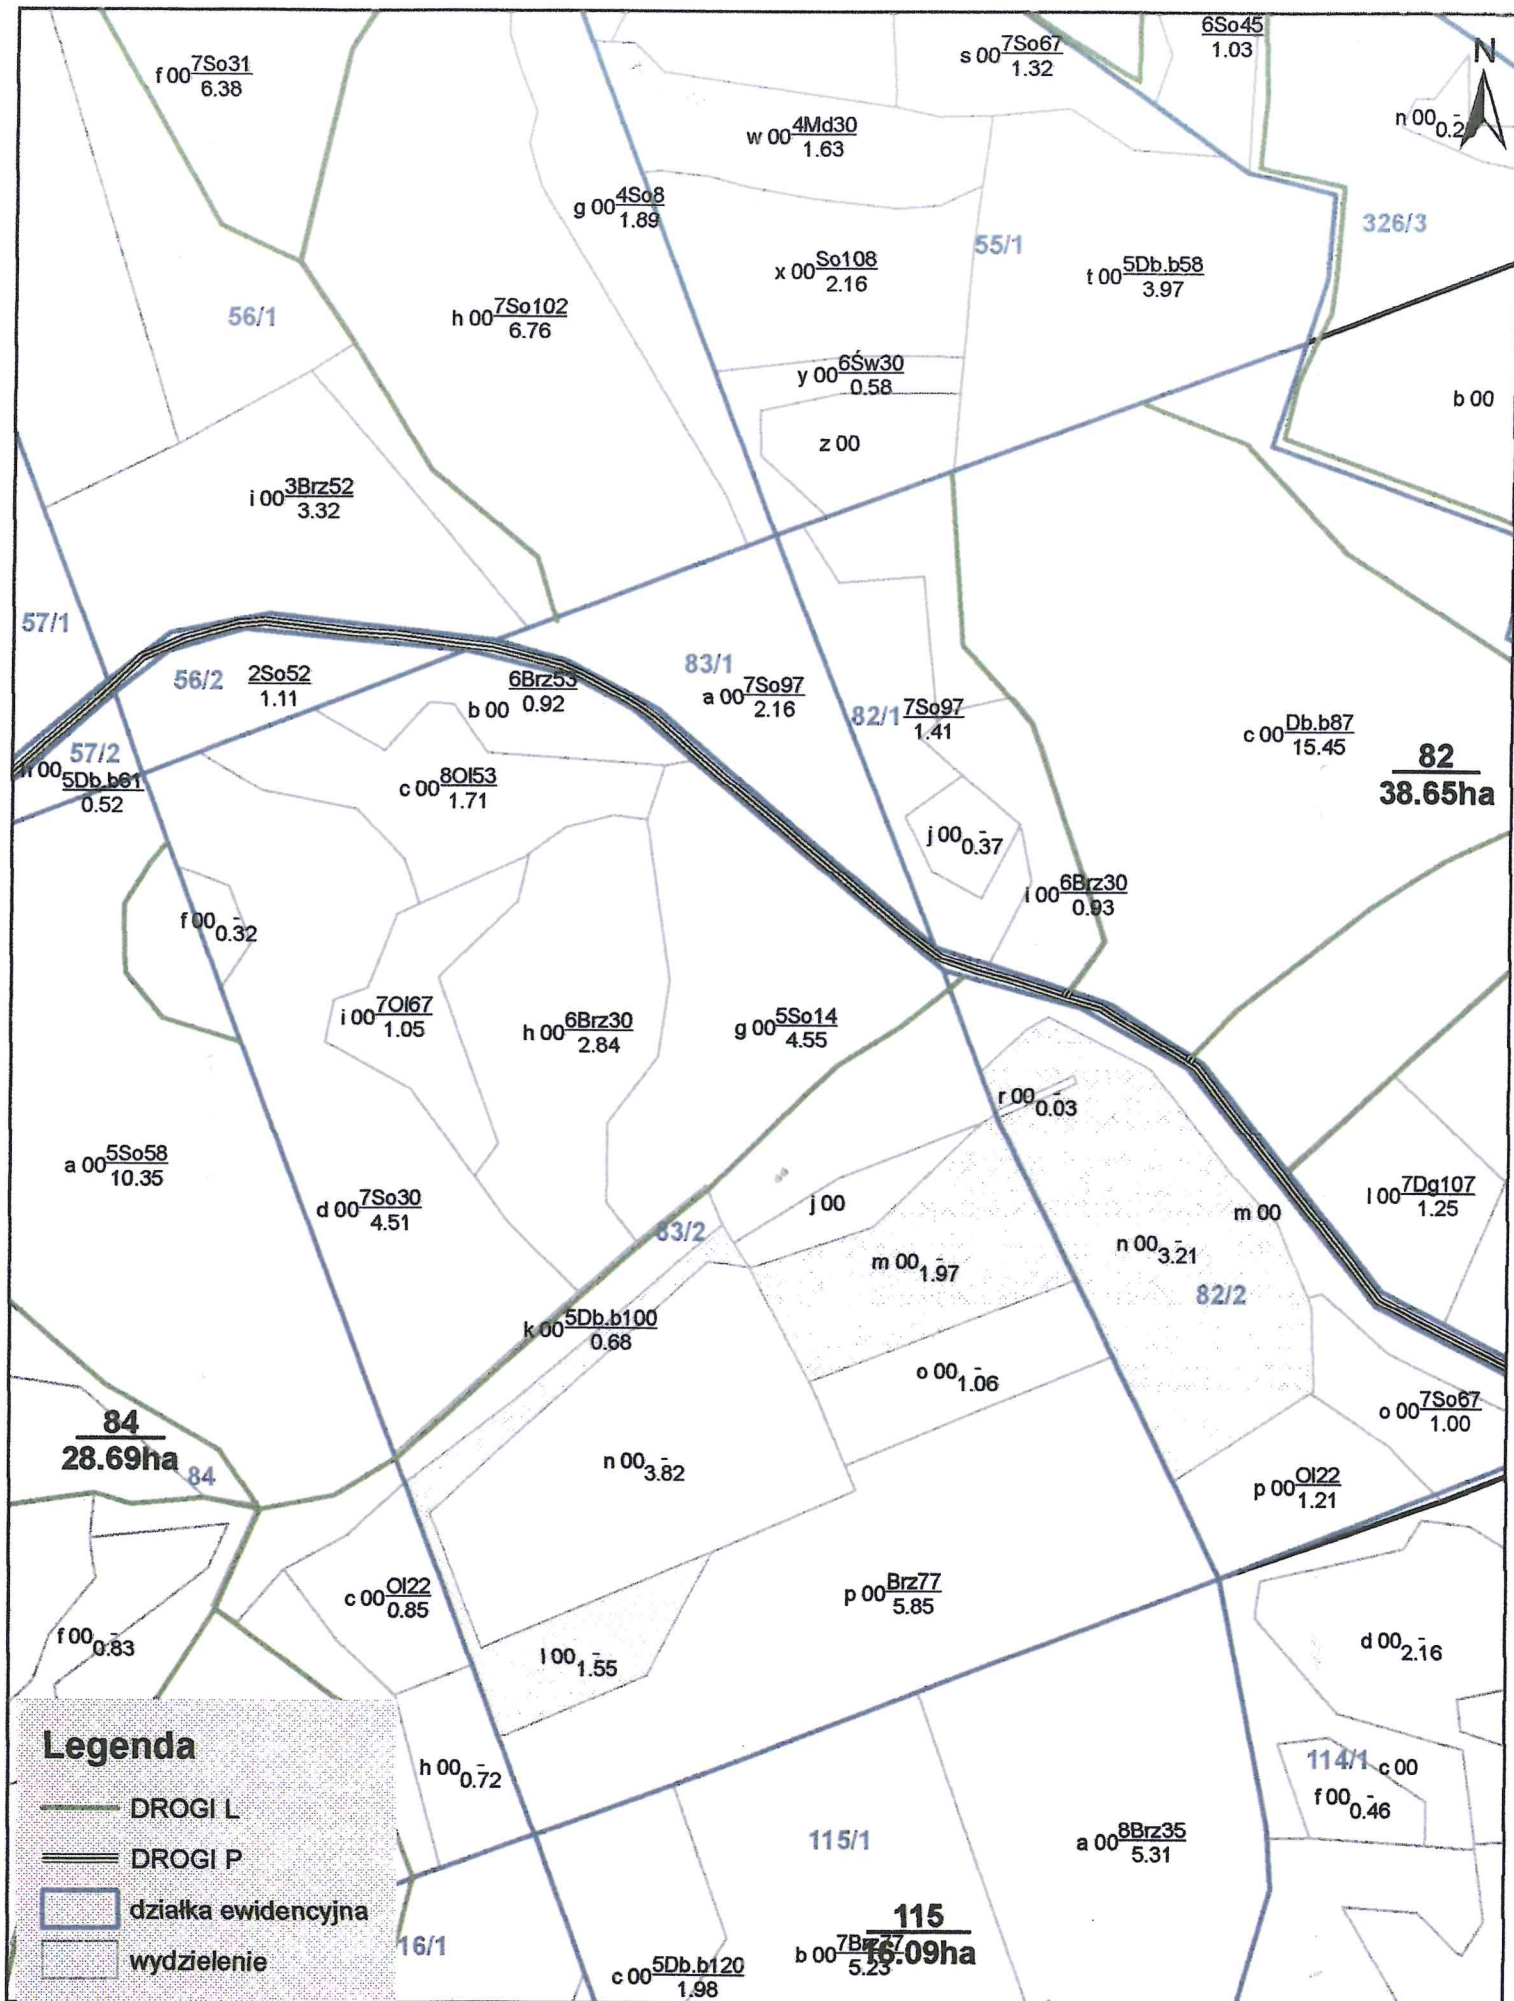 6So45
1.03
s 00 7So67
1.32
f 00 7So31
6.38
N
n 00
w 00 4Md30
1.63
g 00 4So8
1.89
326/3
55/1
x 00 So108
2.16
t 00 5Db.b58
3.97
56/1
h 00 7So102
6.76
y 00 6Św30
0.58
b 00
z 00
i 00 3Brz52
3.32
57/1
56/2
2So52
1.11
b 00 6Brz53
0.92
83/1
a 00 7So97
2.16
82/1 7So97
1.41
c 00 Db.b87
15.45
82
38.65ha
57/2
5Db.b61
0.52
c 00 8Ol53
1.71
j 00 -
0.37
i 00 6Brz30
0.93
f 00 -
0.32
i 00 7Ol67
1.05
h 00 6Brz30
2.84
g 00 5So14
4.55
r 00 -
0.03
a 00 5So58
10.35
d 00 7So30
4.51
j 00
l 00 7Dg107
1.25
m 00
83/2
m 00 -
1.97
n 00 -
3.21
82/2
k 00 5Db.b100
0.68
o 00 -
1.06
o 00 7So67
1.00
84
28.69ha
84
n 00 -
3.82
p 00 Ol22
1.21
c 00 Ol22
0.85
p 00 Brz77
5.85
f 00 -
0.83
l 00 -
1.55
d 00 -
2.16
h 00 -
0.72
114/1
c 00
f 00 -
0.46
115/1
a 00 8Brz35
5.31
115
16.09ha
b 00 7Brz77
5.23
16/1
c 00 5Db.b120
1.98
Legenda
DROGI L
DROGI P
działka ewidencyjna
wydzielenie